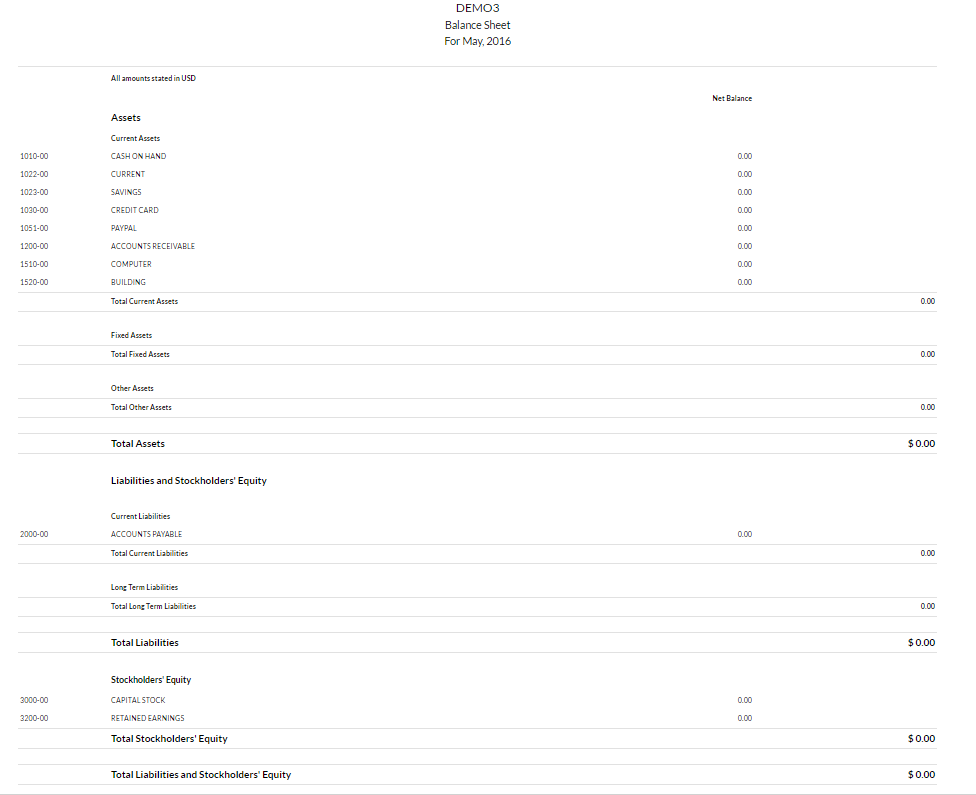 DEMO3
Balance Sheet
For May, 2016
All amounts stated in USD
Net Balance
Assets
Current Assets
1010-00 CASH ON HAND 0.00
1022-00 CURRENT 0.00
1023-00 SAVINGS 0.00
1030-00 CREDIT CARD 0.00
1051-00 PAYPAL 0.00
1200-00 ACCOUNTS RECEIVABLE 0.00
1510-00 COMPUTER 0.00
1520-00 BUILDING 0.00
Total Current Assets 0.00
Fixed Assets
Total Fixed Assets 0.00
Other Assets
Total Other Assets 0.00
Total Assets $ 0.00
Liabilities and Stockholders' Equity
Current Liabilities
2000-00 ACCOUNTS PAYABLE 0.00
Total Current Liabilities 0.00
Long Term Liabilities
Total Long Term Liabilities 0.00
Total Liabilities $ 0.00
Stockholders' Equity
3000-00 CAPITAL STOCK 0.00
3200-00 RETAINED EARNINGS 0.00
Total Stockholders' Equity $ 0.00
Total Liabilities and Stockholders' Equity $ 0.00